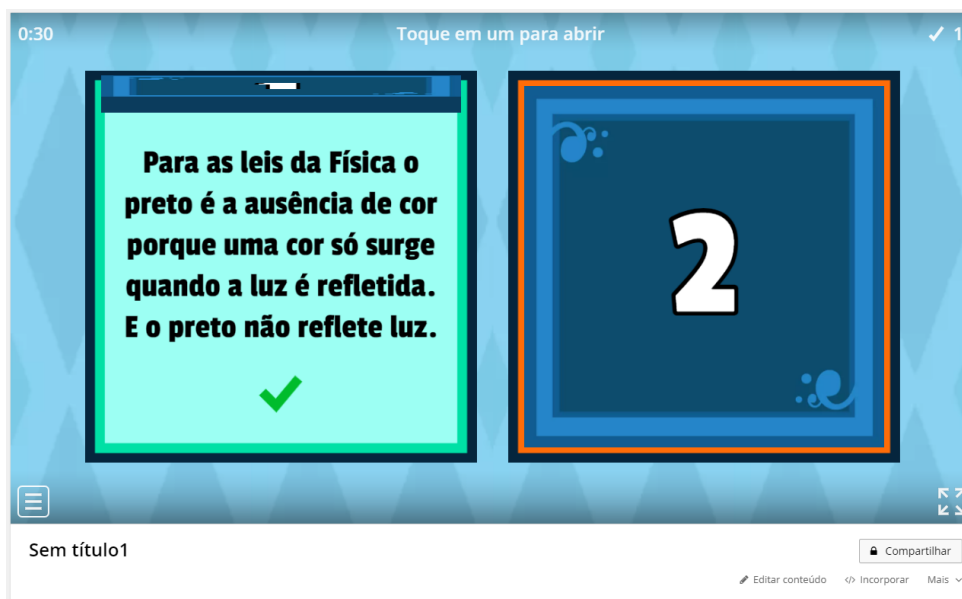 0:30
Toque em um para abrir
1
Para as leis da Física o
preto é a ausência de cor
porque uma cor só surge
quando a luz é refletida.
E o preto não reflete luz.
2
Sem título1
Compartilhar
Editar conteúdo
Incorporar
Mais